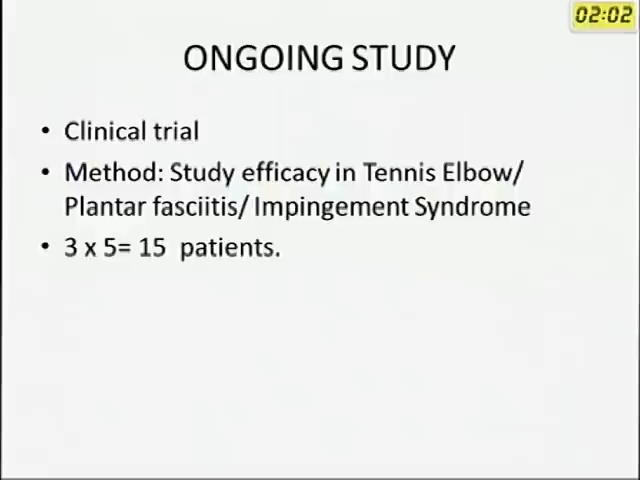 02:02
ONGOING STUDY
• Clinical trial
• Method: Study efficacy in Tennis Elbow/
Plantar fasciitis/ Impingement Syndrome
• 3 x 5= 15 patients.